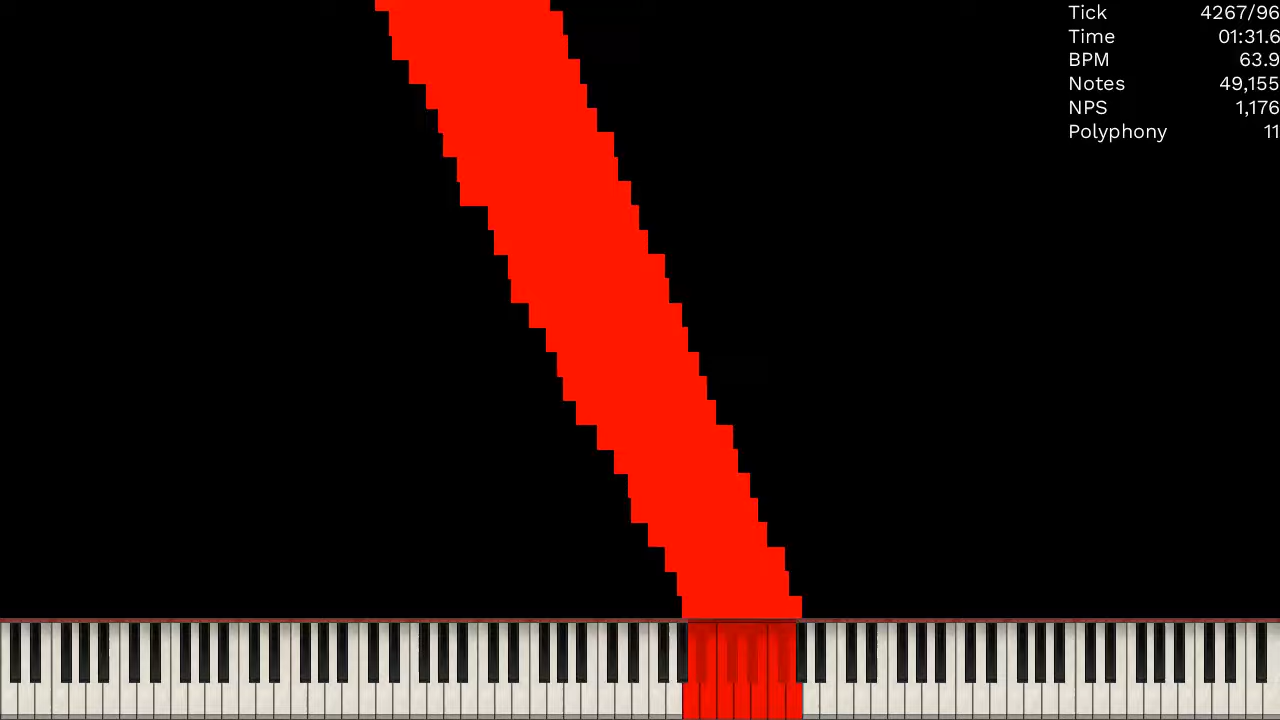 Tick 4267/96
Time 01:31.6
BPM 63.9
Notes 49,155
NPS 1,176
Polyphony 11